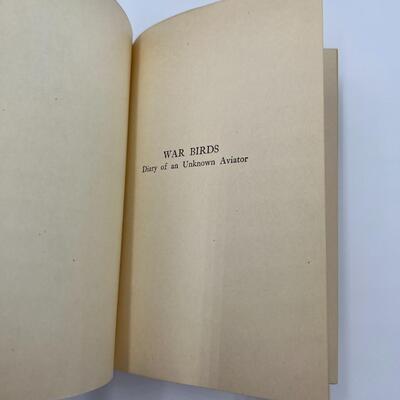 WAR BIRDS
Diary of an Unknown Aviator